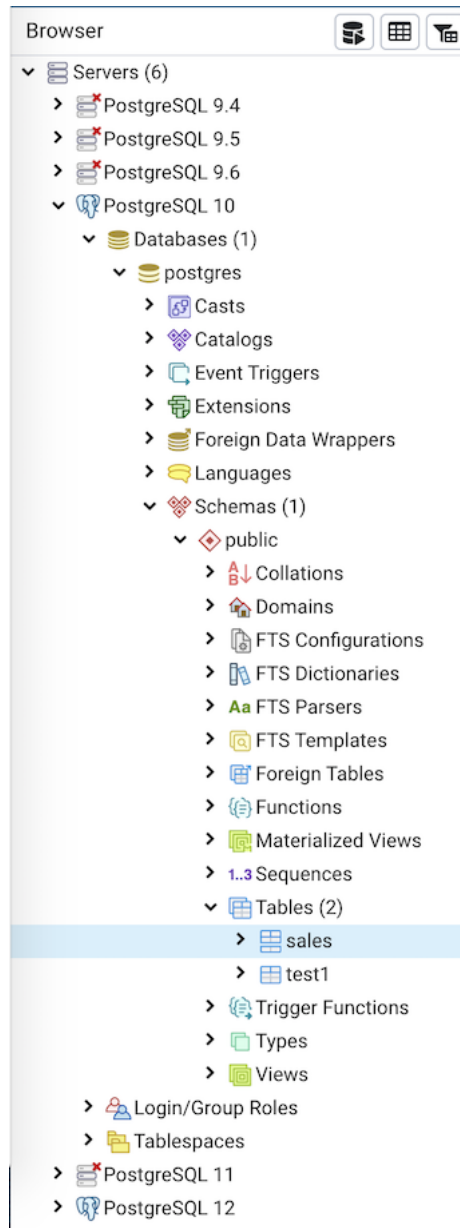 Browser
Servers (6)
PostgreSQL 9.4
PostgreSQL 9.5
PostgreSQL 9.6
PostgreSQL 10
Databases (1)
postgres
Casts
Catalogs
Event Triggers
Extensions
Foreign Data Wrappers
Languages
Schemas (1)
public
A
B
Collations
Domains
FTS Configurations
FTS Dictionaries
Aa FTS Parsers
FTS Templates
Foreign Tables
Functions
Materialized Views
1..3 Sequences
Tables (2)
sales
test1
Trigger Functions
Types
Views
Login/Group Roles
Tablespaces
PostgreSQL 11
PostgreSQL 12